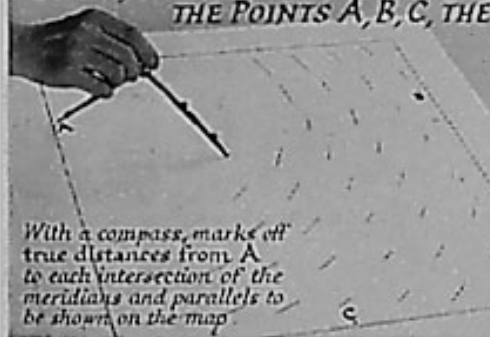 THE POINTS A, B, C, THE
A
With a compass, marks off
true distances from A
to each intersection of the
meridians and parallels to
be shown on the map.
C